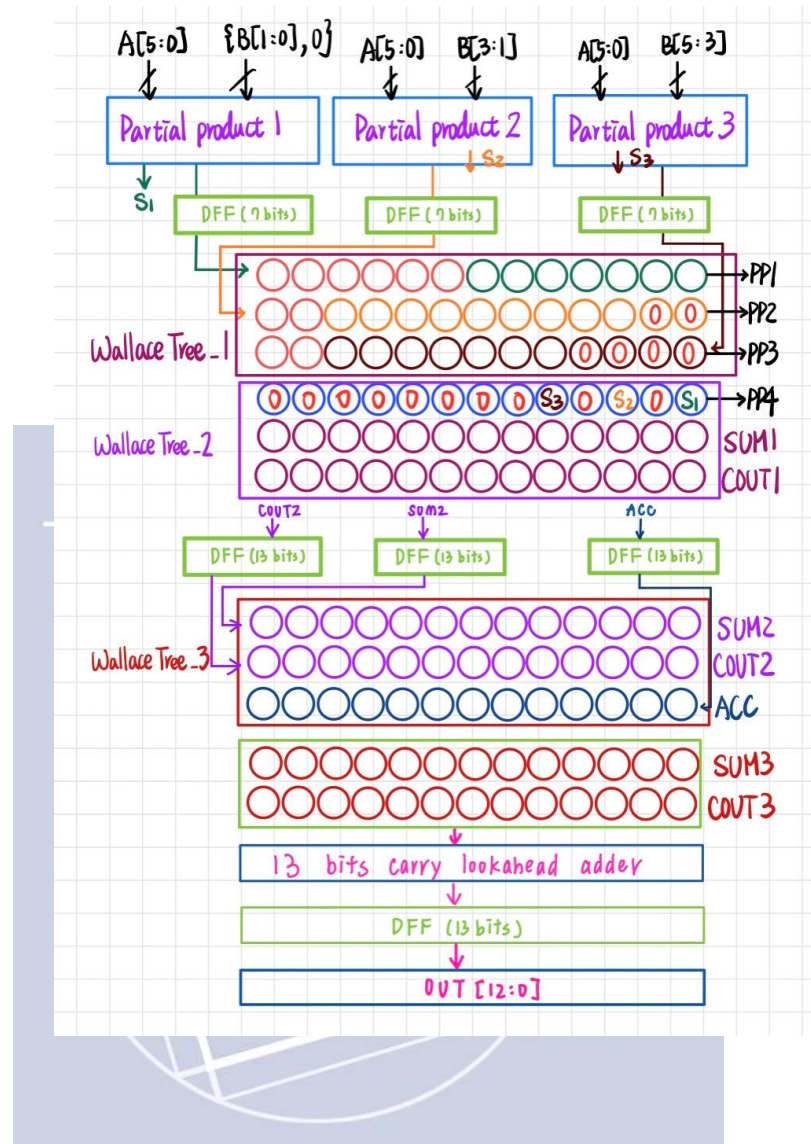 A[5:0] {B[1:0],0} A[5:0] B[3:1] A[5:0] B[5:3]
Partial product 1 Partial product 2 Partial product 3
S1 S2 S3
DFF (7 bits) DFF (7 bits) DFF (7 bits)
PP1
0 0 PP2
Wallace Tree_1 0 0 0 0 PP3
0 0 0 0 0 0 0 0 S3 0 S2 0 S1 PP4
Wallace Tree_2 SUM1
COUT1
COUT2 SUM2 ACC
DFF (13 bits) DFF (13 bits) DFF (13 bits)
SUM2
Wallace Tree_3 COUT2
ACC
SUM3
COUT3
13 bits carry lookahead adder
DFF (13 bits)
OUT [12:0]